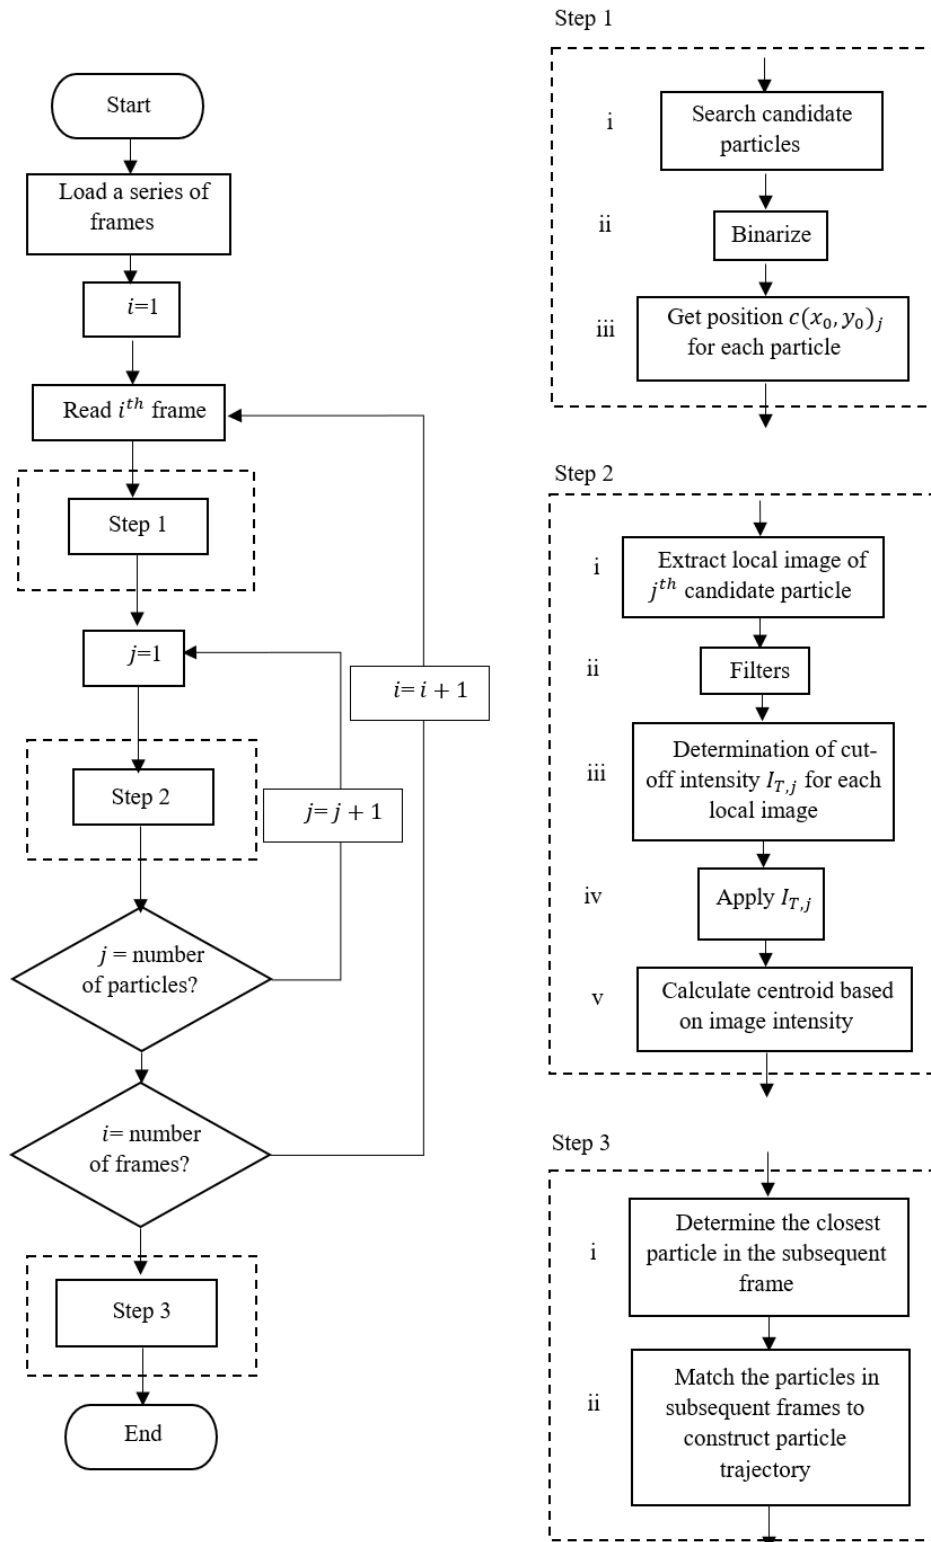 Start
Load a series of
frames
i=1
Read i^{th} frame
Step 1
j=1
i= i + 1
Step 2
j= j + 1
j = number
of particles?
i= number
of frames?
Step 3
End
Step 1
i
Search candidate
particles
ii
Binarize
iii
Get position c(x₀, y₀)_j
for each particle
Step 2
i
Extract local image of
j^{th} candidate particle
ii
Filters
iii
Determination of cut-
off intensity I_{T,j} for each
local image
iv
Apply I_{T,j}
v
Calculate centroid based
on image intensity
Step 3
i
Determine the closest
particle in the subsequent
frame
ii
Match the particles in
subsequent frames to
construct particle
trajectory